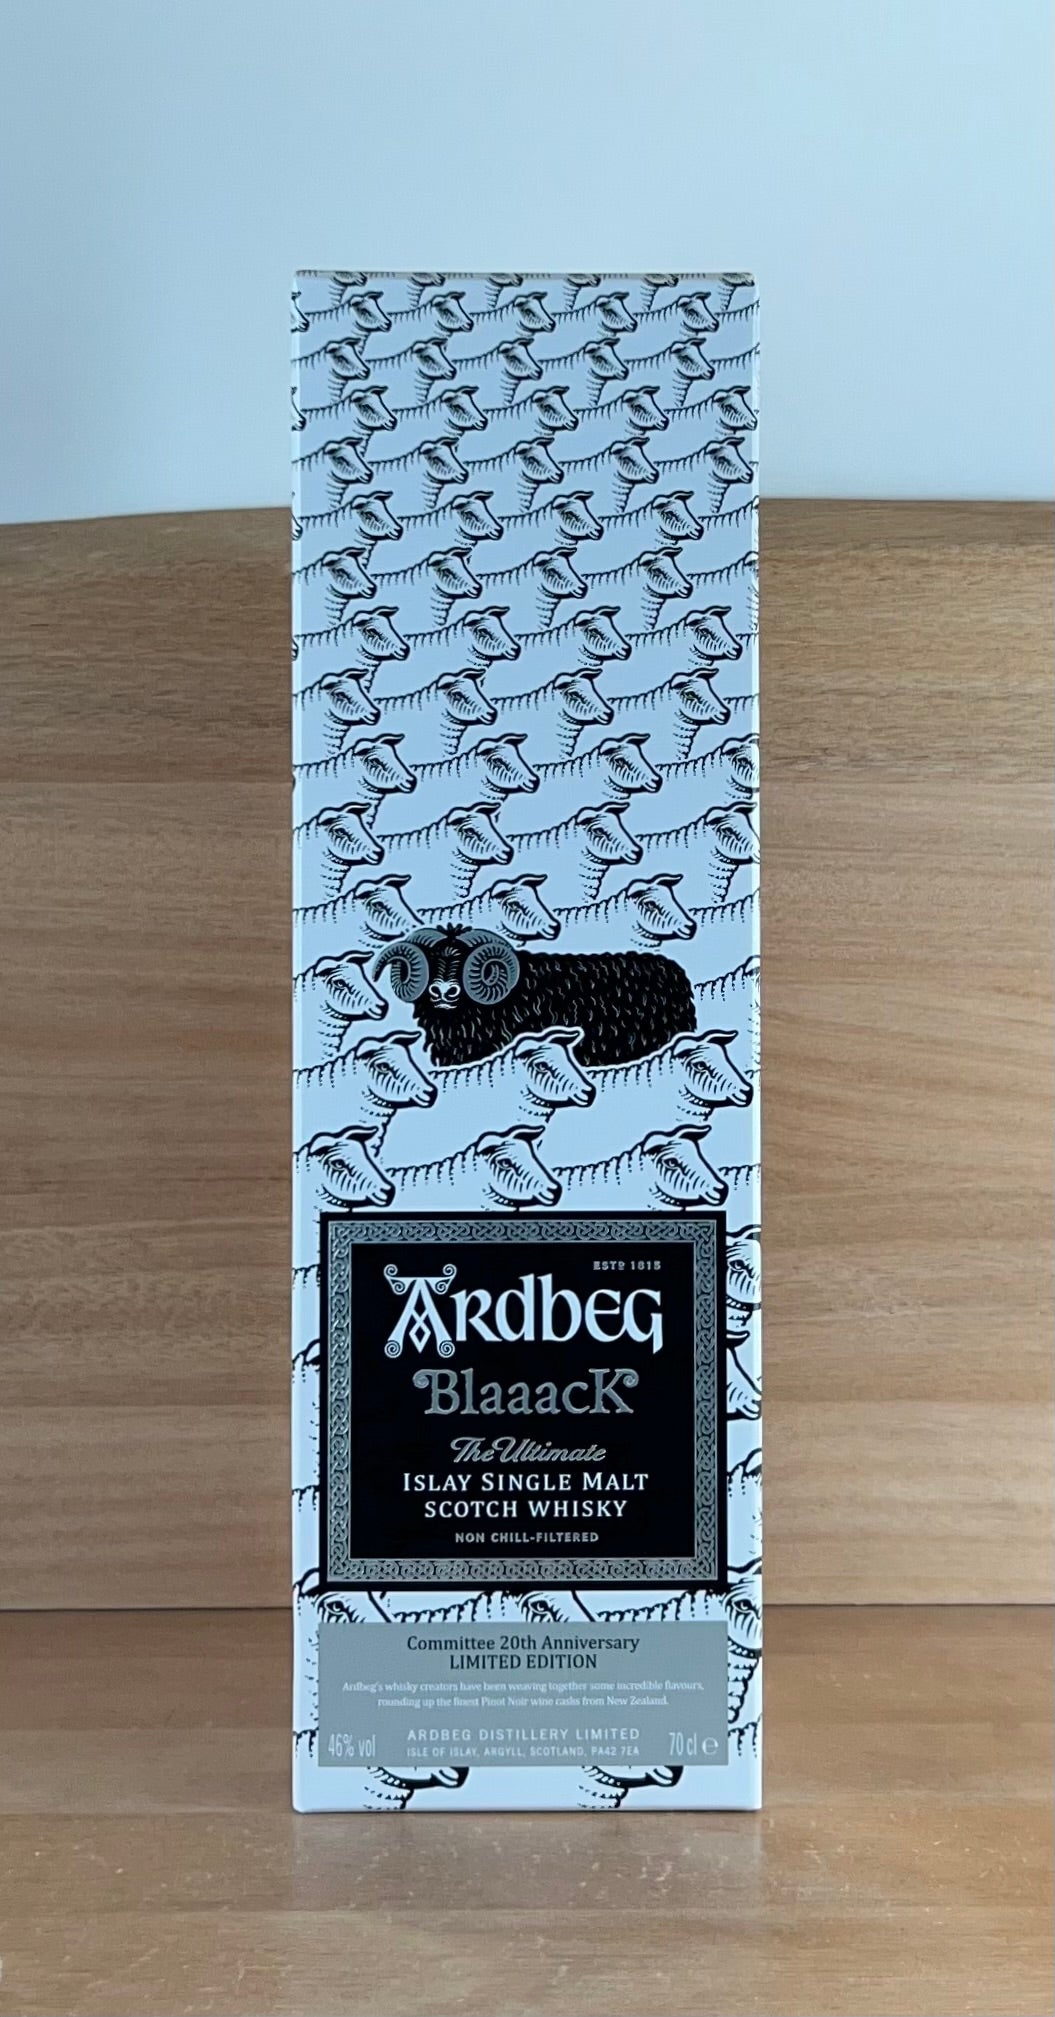 ESTD 1815
ARDBEG
BlaaacK
The Ultimate
ISLAY SINGLE MALT
SCOTCH WHISKY
NON CHILL-FILTERED
Committee 20th Anniversary
LIMITED EDITION
Ardbeg's whisky creators have been weaving together some incredible flavours,
rounding up the finest Pinot Noir wine casks from New Zealand.
46% vol ARDBEG DISTILLERY LIMITED 70 cl ℮
ISLE OF ISLAY, ARGYLL, SCOTLAND, PA42 7EA